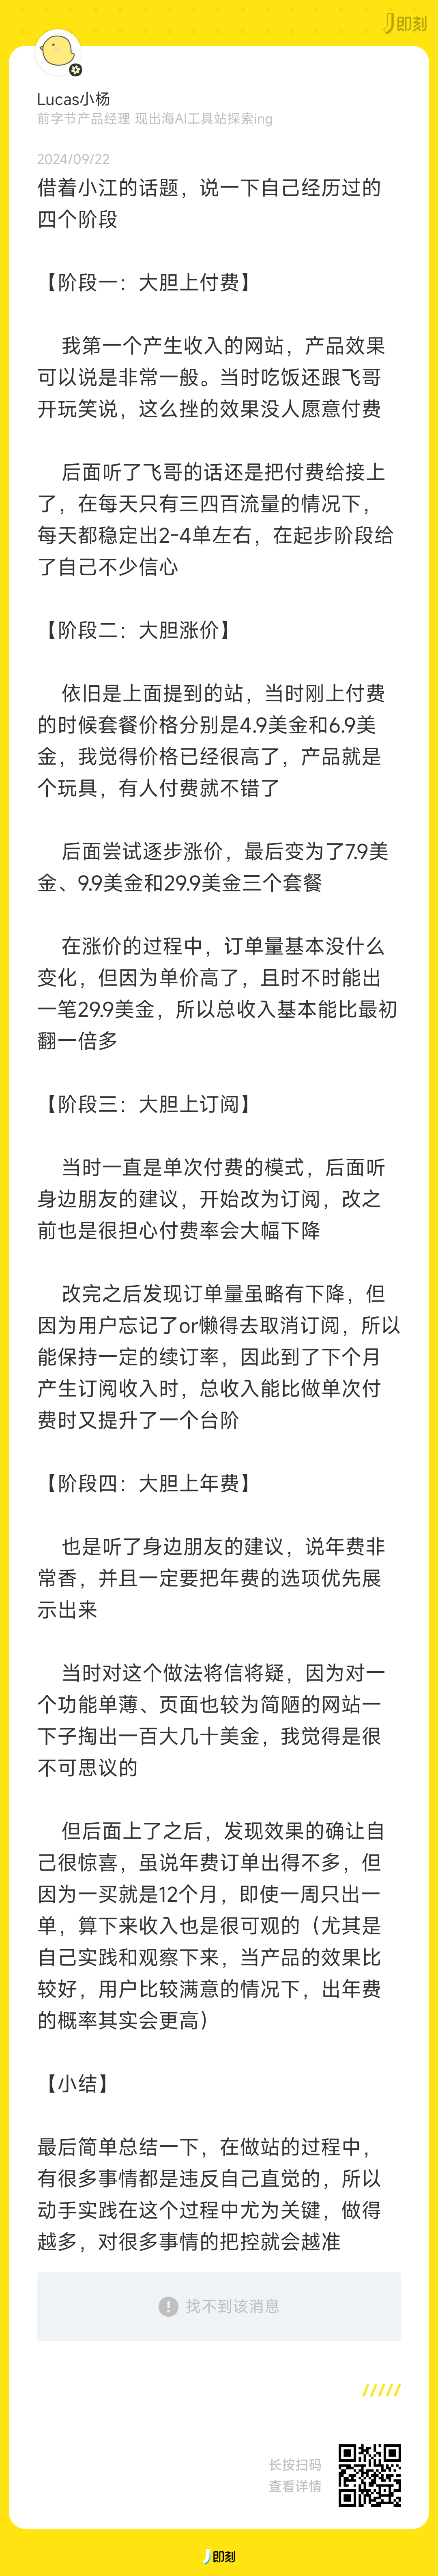 即刻
Lucas小杨
前字节产品经理 现出海AI工具站探索ing
2024/09/22
借着小江的话题，说一下自己经历过的
四个阶段
【阶段一：大胆上付费】
我第一个产生收入的网站，产品效果
可以说是非常一般。当时吃饭还跟飞哥
开玩笑说，这么挫的效果没人愿意付费
后面听了飞哥的话还是把付费给接上
了，在每天只有三四百流量的情况下，
每天都稳定出2-4单左右，在起步阶段给
了自己不少信心
【阶段二：大胆涨价】
依旧是上面提到的站，当时刚上付费
的时候套餐价格分别是4.9美金和6.9美
金，我觉得价格已经很高了，产品就是
个玩具，有人付费就不错了
后面尝试逐步涨价，最后变为了7.9美
金、9.9美金和29.9美金三个套餐
在涨价的过程中，订单量基本没什么
变化，但因为单价高了，且时不时能出
一笔29.9美金，所以总收入基本能比最初
翻一倍多
【阶段三：大胆上订阅】
当时一直是单次付费的模式，后面听
身边朋友的建议，开始改为订阅，改之
前也是很担心付费率会大幅下降
改完之后发现订单量虽略有下降，但
因为用户忘记了or懒得去取消订阅，所以
能保持一定的续订率，因此到了下个月
产生订阅收入时，总收入能比做单次付
费时又提升了一个台阶
【阶段四：大胆上年费】
也是听了身边朋友的建议，说年费非
常香，并且一定要把年费的选项优先展
示出来
当时对这个做法将信将疑，因为对一
个功能单薄、页面也较为简陋的网站一
下子掏出一百大几十美金，我觉得是很
不可思议的
但后面上了之后，发现效果的确让自
己很惊喜，虽说年费订单出得不多，但
因为一买就是12个月，即使一周只出一
单，算下来收入也是很可观的（尤其是
自己实践和观察下来，当产品的效果比
较好，用户比较满意的情况下，出年费
的概率其实会更高）
【小结】
最后简单总结一下，在做站的过程中，
有很多事情都是违反自己直觉的，所以
动手实践在这个过程中尤为关键，做得
越多，对很多事情的把控就会越准
找不到该消息
长按扫码
查看详情
即刻